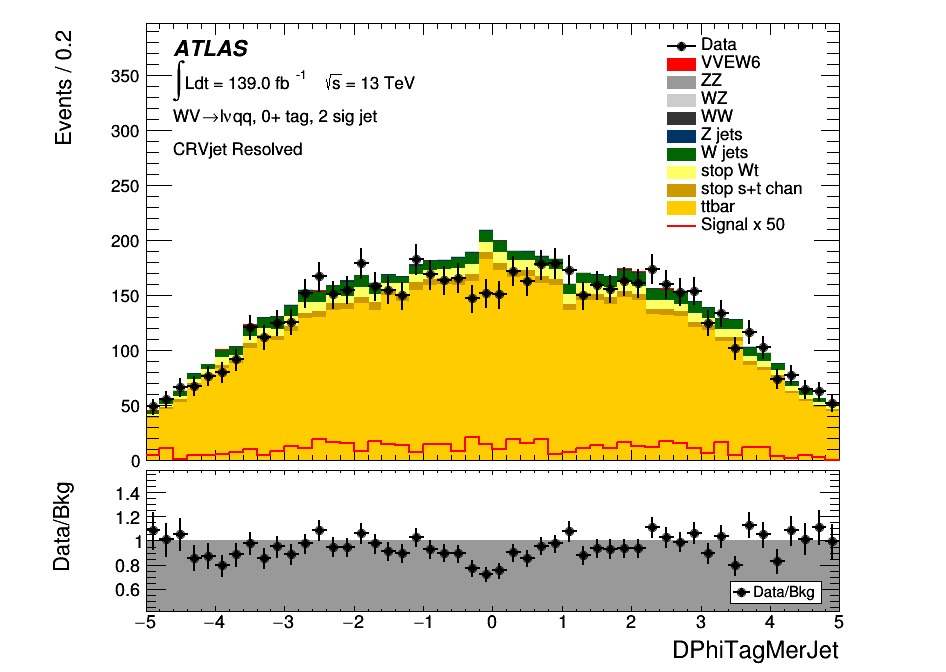 ATLAS
∫Ldt = 139.0 fb -1 √s = 13 TeV
WV→lνqq, 0+ tag, 2 sig jet
CRVjet Resolved
Data
VVEW6
ZZ
WZ
WW
Z jets
W jets
stop Wt
stop s+t chan
ttbar
Signal x 50
Events / 0.2
350
300
250
200
150
100
50
0
Data/Bkg
1.4
1.2
1
0.8
0.6
Data/Bkg
−5 −4 −3 −2 −1 0 1 2 3 4 5
DPhiTagMerJet